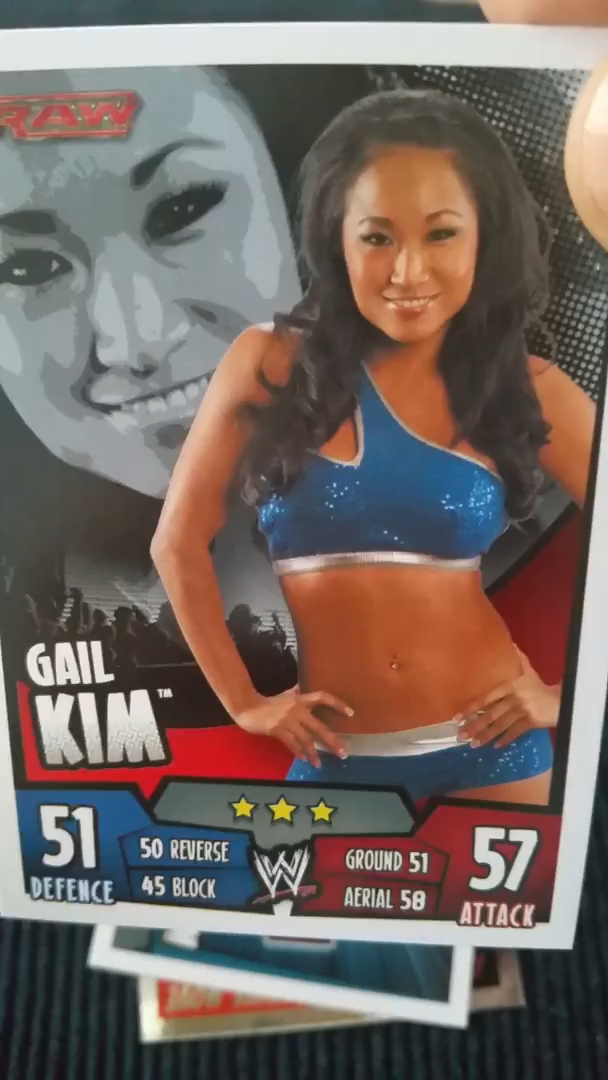 RAW
GAIL
KIM™
51
DEFENCE
50 REVERSE
45 BLOCK
W
GROUND 51
AERIAL 58
57
ATTACK